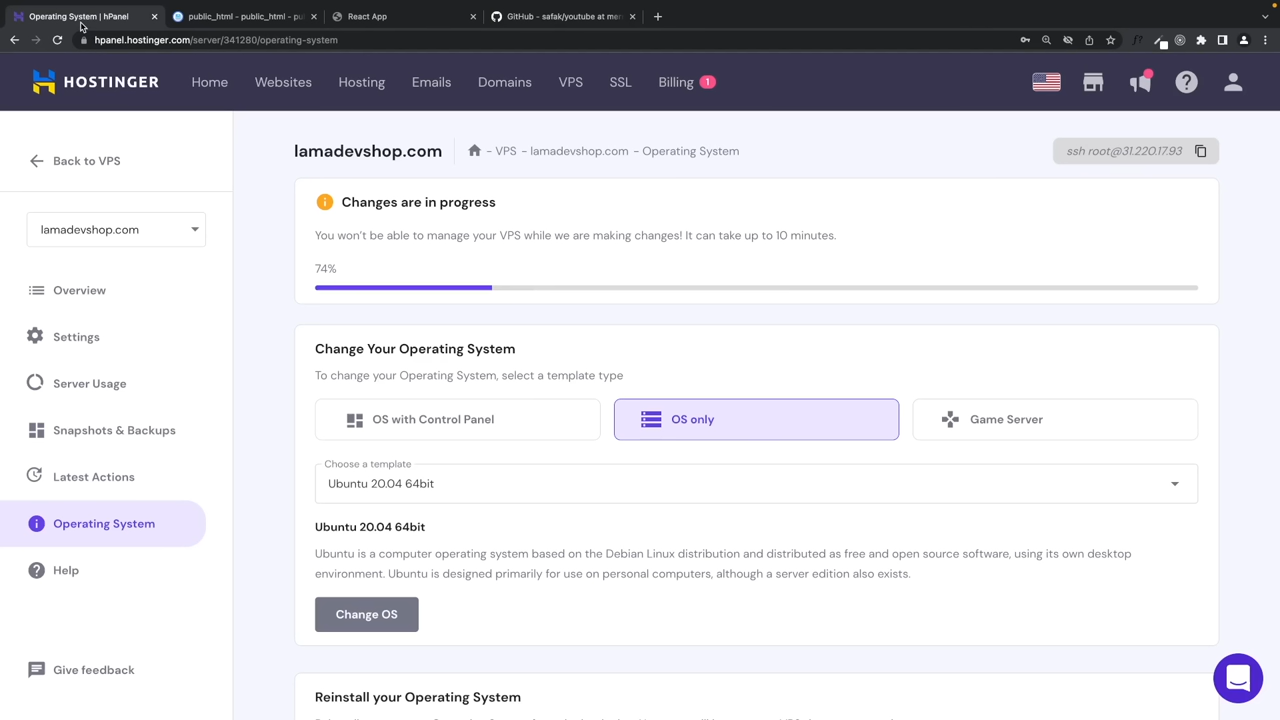 Operating System | hPanel
public_html - public_html - pu
React App
GitHub - safak/youtube at mer
hpanel.hostinger.com/server/341280/operating-system
HOSTINGER
Home
Websites
Hosting
Emails
Domains
VPS
SSL
Billing
1
Back to VPS
lamadevshop.com
Overview
Settings
Server Usage
Snapshots & Backups
Latest Actions
Operating System
Help
Give feedback
lamadevshop.com
- VPS - lamadevshop.com - Operating System
ssh root@31.220.17.93
Changes are in progress
You won't be able to manage your VPS while we are making changes! It can take up to 10 minutes.
74%
Change Your Operating System
To change your Operating System, select a template type
OS with Control Panel
OS only
Game Server
Choose a template
Ubuntu 20.04 64bit
Ubuntu 20.04 64bit
Ubuntu is a computer operating system based on the Debian Linux distribution and distributed as free and open source software, using its own desktop
environment. Ubuntu is designed primarily for use on personal computers, although a server edition also exists.
Change OS
Reinstall your Operating System